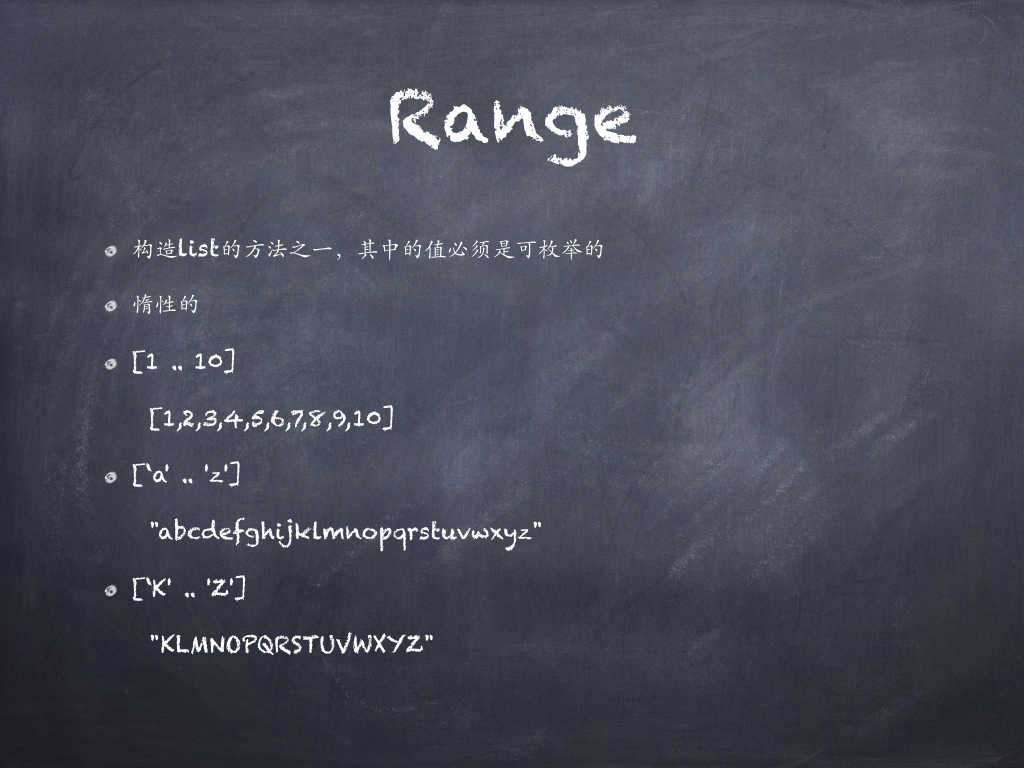 Range
构造list的方法之一，其中的值必须是可枚举的
惰性的
[1 .. 10]
[1,2,3,4,5,6,7,8,9,10]
[‘a' .. 'z']
"abcdefghijklmnopqrstuvwxyz"
[‘K' .. 'Z']
"KLMNOPQRSTUVWXYZ"